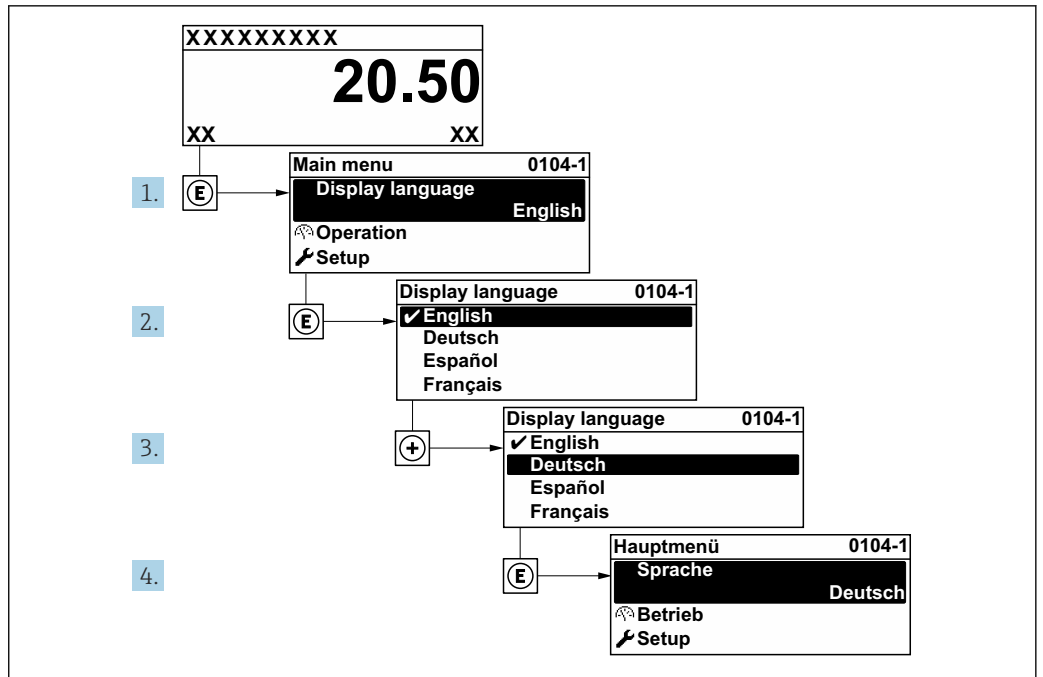 XXXXXXXXX
20.50
XX XX
1. E
Main menu 0104-1
Display language
English
Operation
Setup
2. E
Display language 0104-1
✔English
Deutsch
Español
Français
3. +
Display language 0104-1
✔English
Deutsch
Español
Français
4. E
Hauptmenü 0104-1
Sprache
Deutsch
Betrieb
Setup